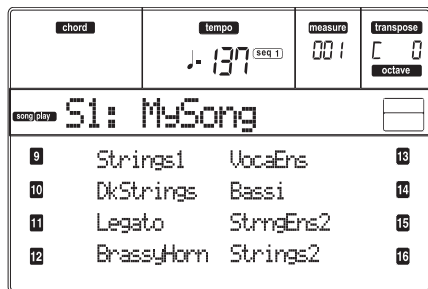 chord tempo measure transpose
♩- 137 seq 1 001 C 0
octave
song play S1: MySong
9 Strings1 VocaEns 13
10 DkStrings Bassi 14
11 Legato StrngEns2 15
12 BrassyHorn Strings2 16